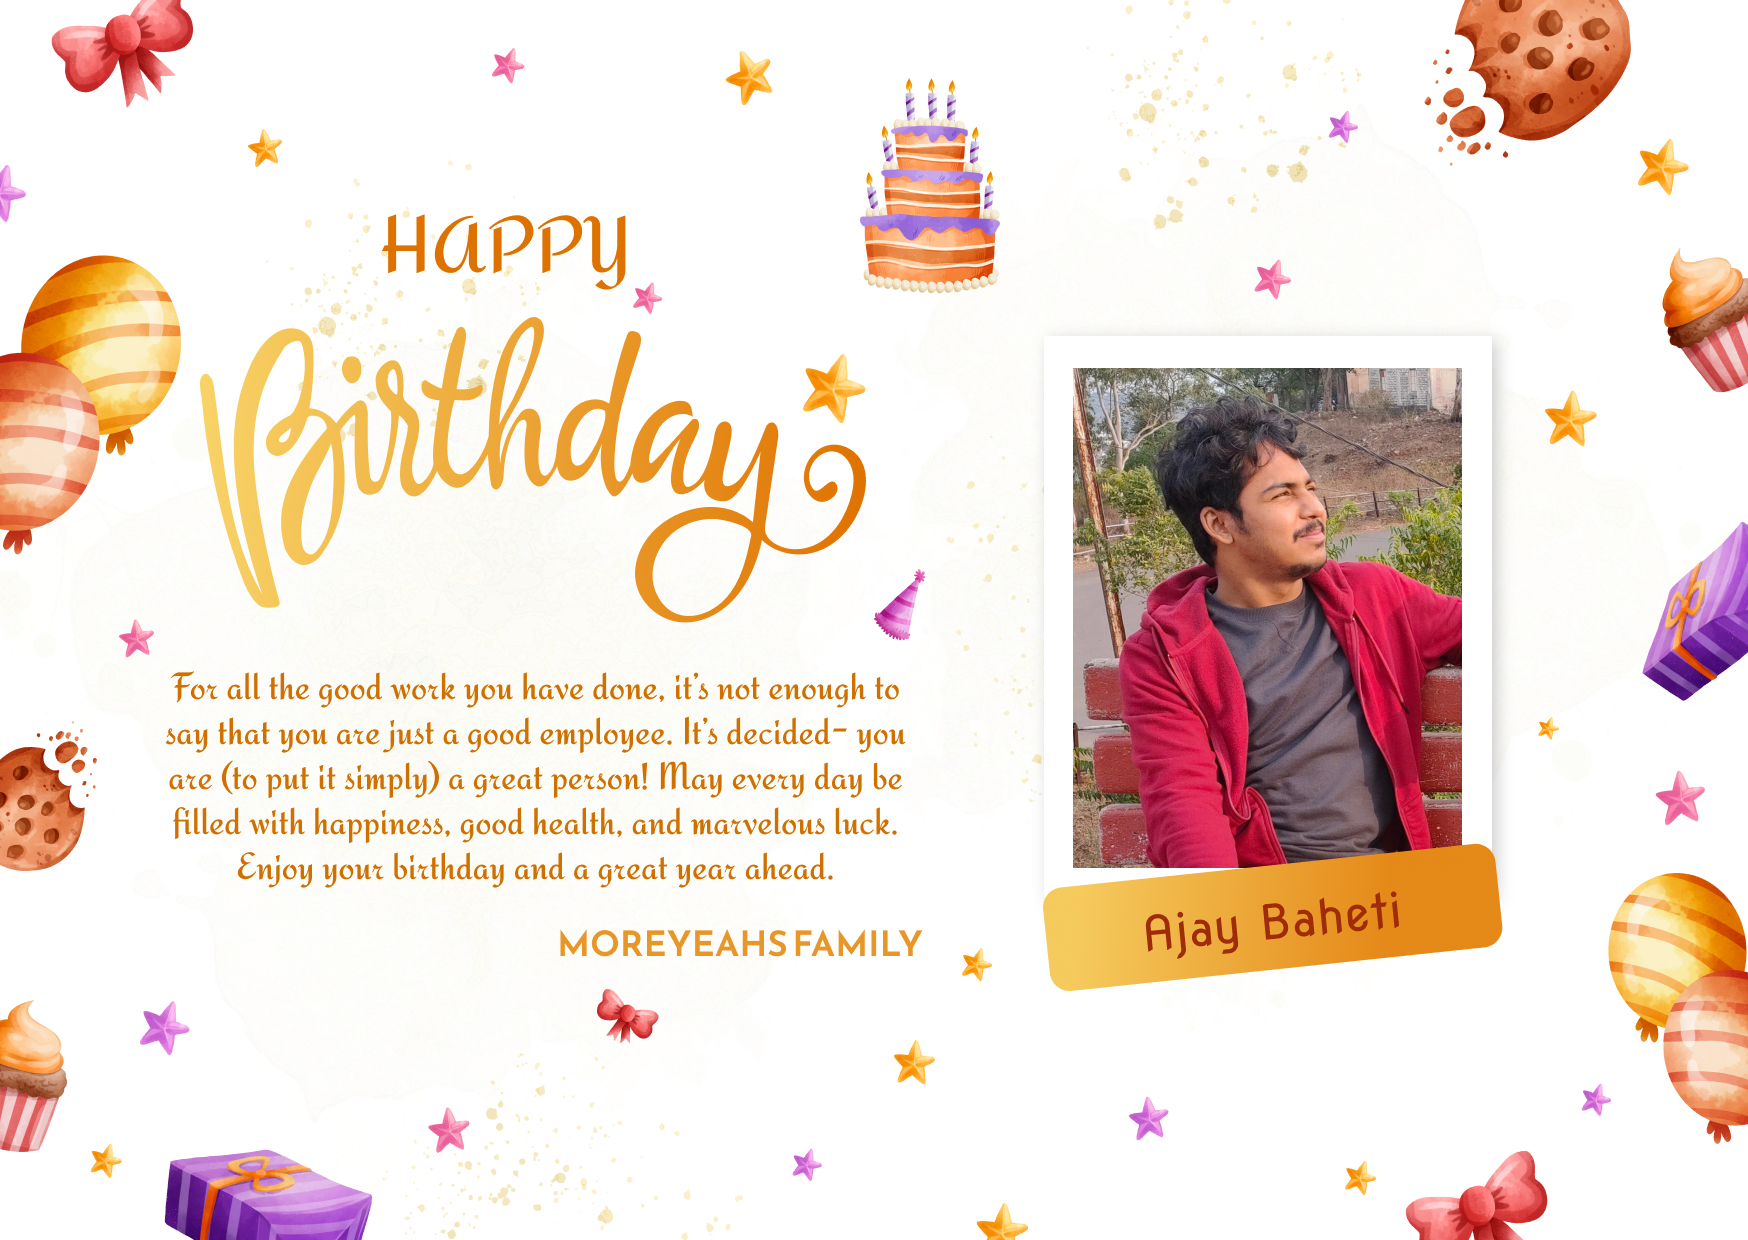 HAPPY
Birthday
For all the good work you have done, it's not enough to
say that you are just a good employee. It's decided- you
are (to put it simply) a great person! May every day be
filled with happiness, good health, and marvelous luck.
Enjoy your birthday and a great year ahead.
MOREYEAHS FAMILY
Ajay Baheti